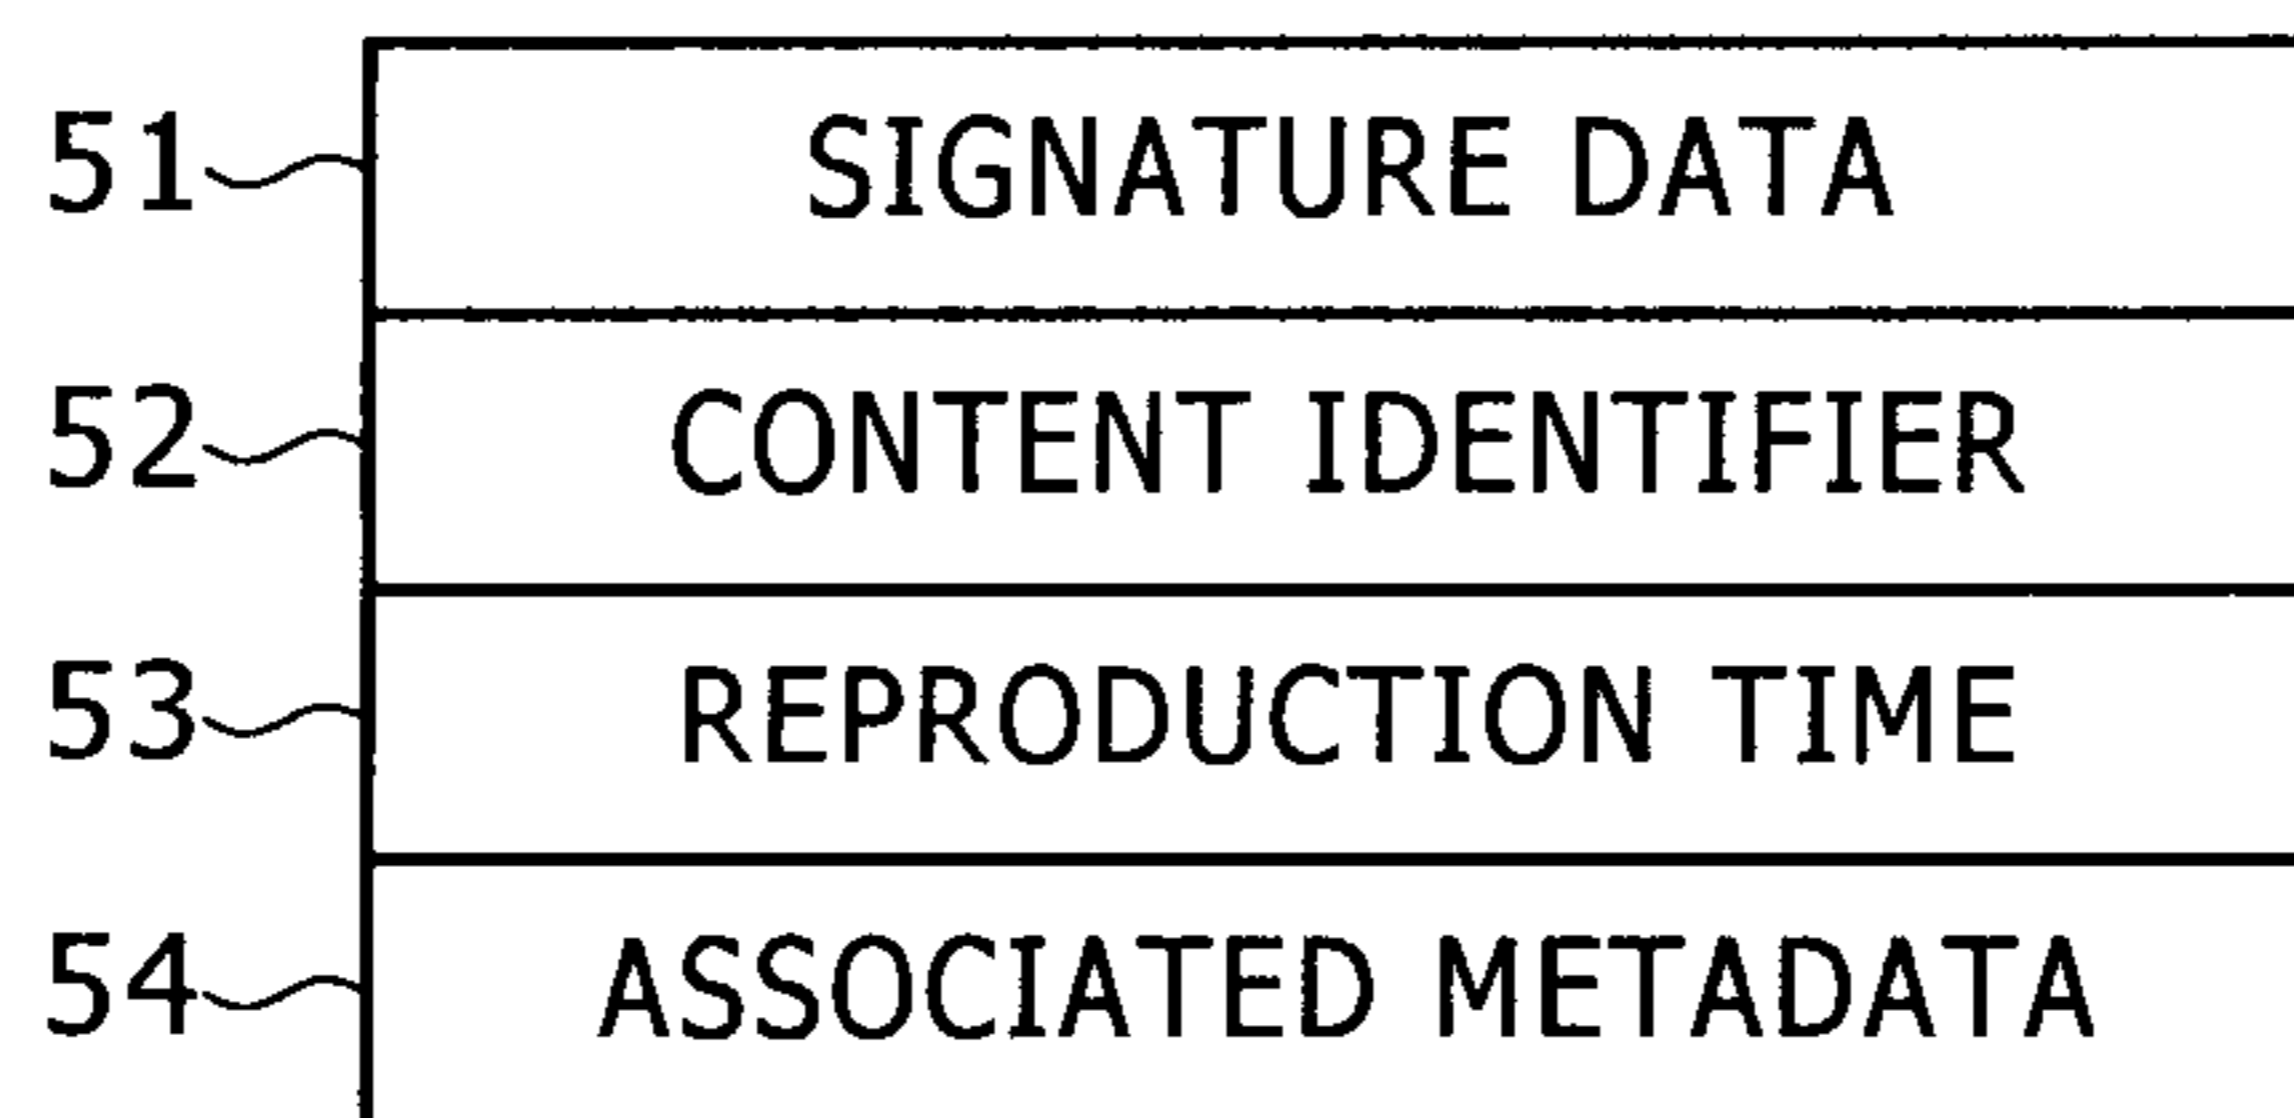 51 SIGNATURE DATA
52 CONTENT IDENTIFIER
53 REPRODUCTION TIME
54 ASSOCIATED METADATA